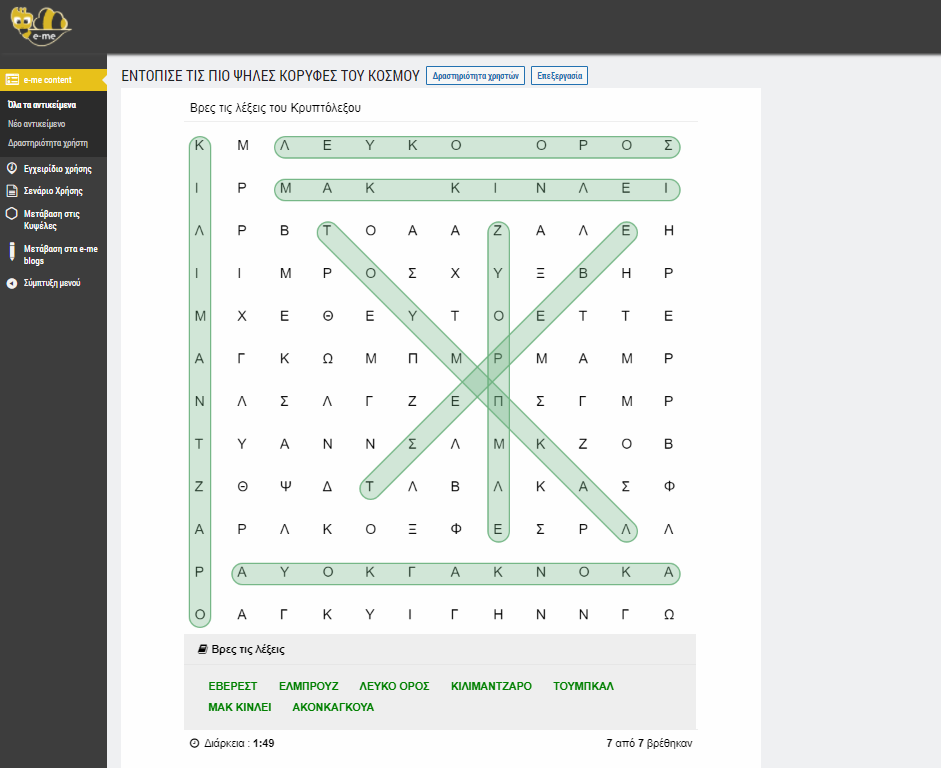 e-me
e-me content
Όλα τα αντικείμενα
Νέο αντικείμενο
Δραστηριότητα χρήστη
Εγχειρίδιο χρήσης
Σενάριο Χρήσης
Μετάβαση στις
Κυψέλες
Μετάβαση στα e-me
blogs
Σύμπτυξη μενού
ΕΝΤΟΠΙΣΕ ΤΙΣ ΠΙΟ ΨΗΛΕΣ ΚΟΡΥΦΕΣ ΤΟΥ ΚΟΣΜΟΥ Δραστηριότητα χρηστών Επεξεργασία
Βρες τις λέξεις του Κρυπτόλεξου
Κ Μ Λ Ε Υ Κ Ο Ο Ρ Ο Σ
Ι Ρ Μ Α Κ Κ Ι Ν Λ Ε Ι
Λ Ρ Β Τ Ο Α Α Ζ Α Λ Ε Η
Ι Ι Μ Ρ Ο Σ Χ Υ Ξ Β Η Ρ
Μ Χ Ε Θ Ε Υ Τ Ο Ε Τ Τ Ε
Α Γ Κ Ω Μ Π Μ Ρ Μ Α Μ Ρ
Ν Λ Σ Λ Γ Ζ Ε Π Σ Γ Μ Ρ
Τ Υ Α Ν Ν Σ Λ Μ Κ Ζ Ο Β
Ζ Θ Ψ Δ Τ Λ Β Λ Κ Α Σ Φ
Α Ρ Λ Κ Ο Ξ Φ Ε Σ Ρ Λ Λ
Ρ Α Υ Ο Κ Γ Α Κ Ν Ο Κ Α
Ο Α Γ Κ Υ Ι Γ Η Ν Ν Γ Ω
Βρες τις λέξεις
ΕΒΕΡΕΣΤ ΕΛΜΠΡΟΥΖ ΛΕΥΚΟ ΟΡΟΣ ΚΙΛΙΜΑΝΤΖΑΡΟ ΤΟΥΜΠΚΑΛ
ΜΑΚ ΚΙΝΛΕΙ ΑΚΟΝΚΑΓΚΟΥΑ
Διάρκεια : 1:49 7 από 7 βρέθηκαν